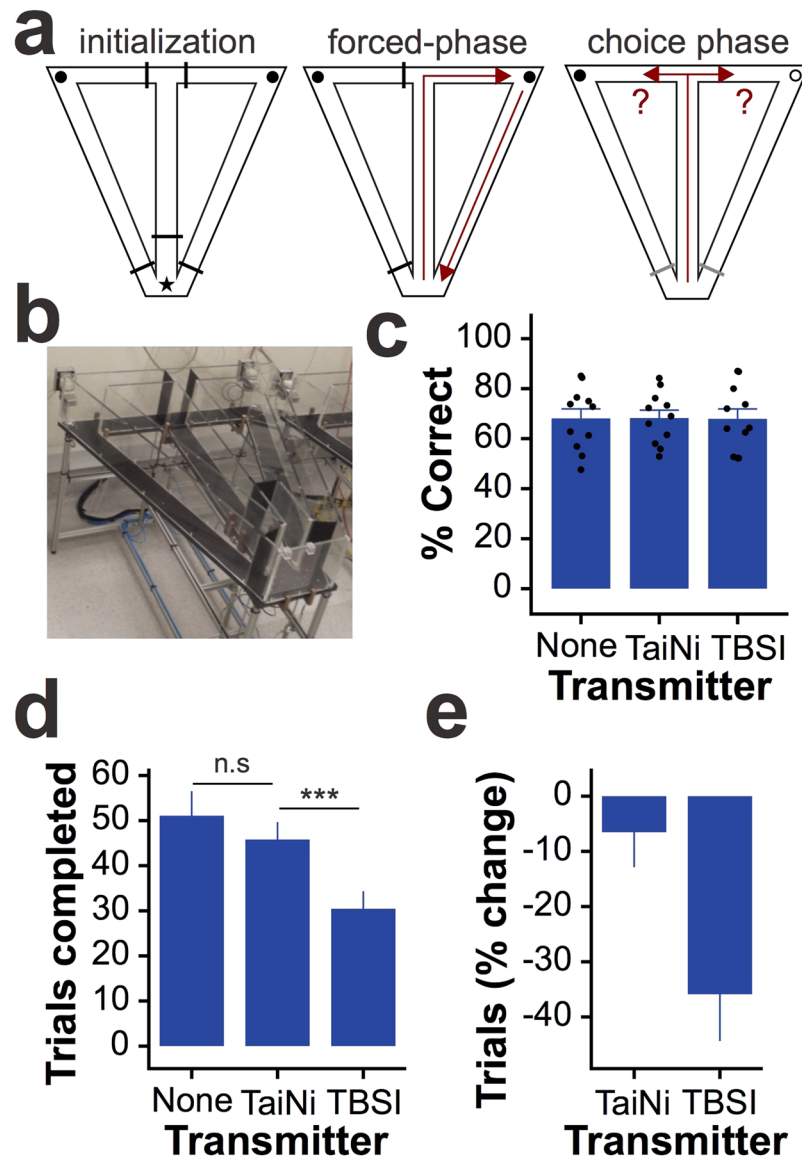 a
initialization
forced-phase
choice phase
?
?
b
c
% Correct
100
80
60
40
20
0
None
TaiNi
TBSI
Transmitter
d
Trials completed
60
50
40
30
20
10
0
n.s
***
None
TaiNi
TBSI
Transmitter
e
Trials (% change)
0
-10
-20
-30
-40
TaiNi
TBSI
Transmitter